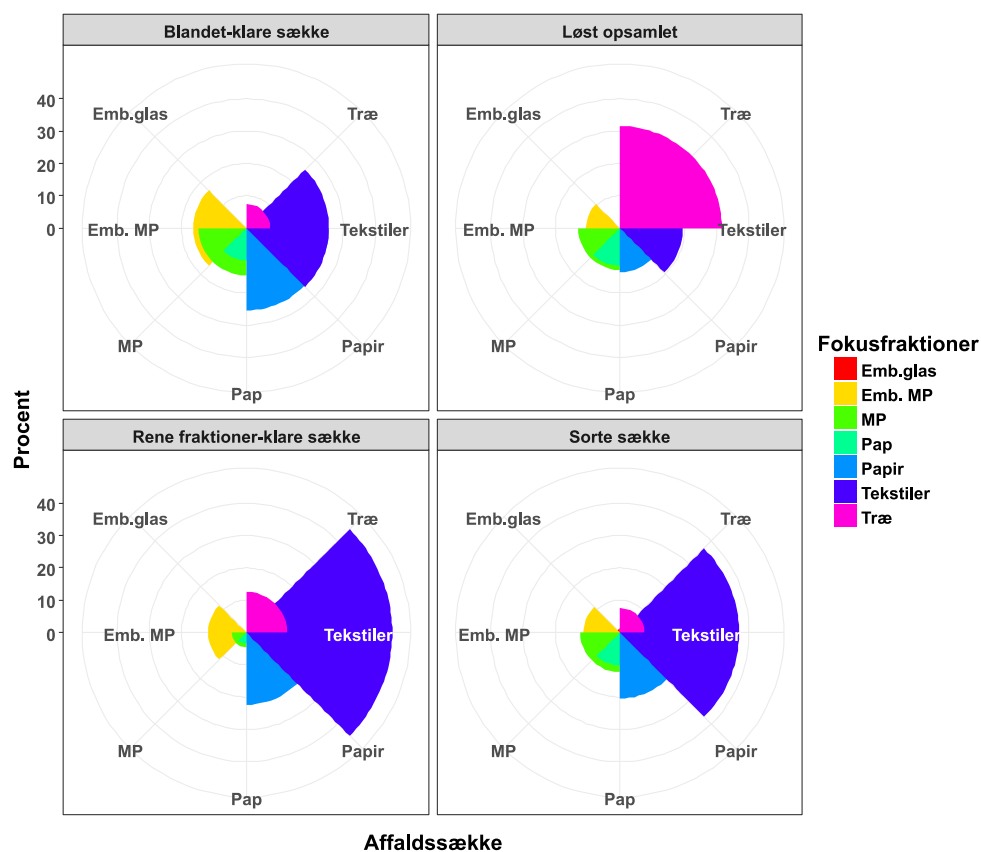 Blandet-klare sække
Løst opsamlet
40
30
20
10
0
Emb.glas
Træ
Emb. MP
Tekstiler
MP
Papir
Pap
Emb.glas
Træ
Emb. MP
Tekstiler
MP
Papir
Pap
Procent
Rene fraktioner-klare sække
Sorte sække
40
30
20
10
0
Emb.glas
Træ
Emb. MP
Tekstiler
MP
Papir
Pap
Emb.glas
Træ
Emb. MP
Tekstiler
MP
Papir
Pap
Affaldssække
Fokusfraktioner
Emb.glas
Emb. MP
MP
Pap
Papir
Tekstiler
Træ